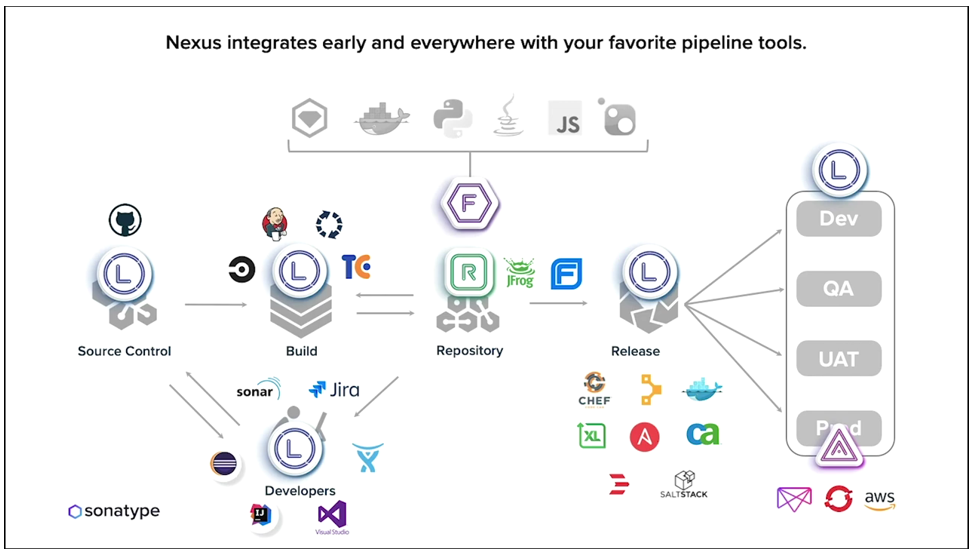 Nexus integrates early and everywhere with your favorite pipeline tools.
JS
F
L
Dev
L
TC
L
R
JFrog
F
L
QA
Source Control
Build
Repository
Release
UAT
sonar
Jira
CHEF
XL
A
ca
Prod
A
L
Developers
SALTSTACK
aws
sonatype
IJ
Visual Studio